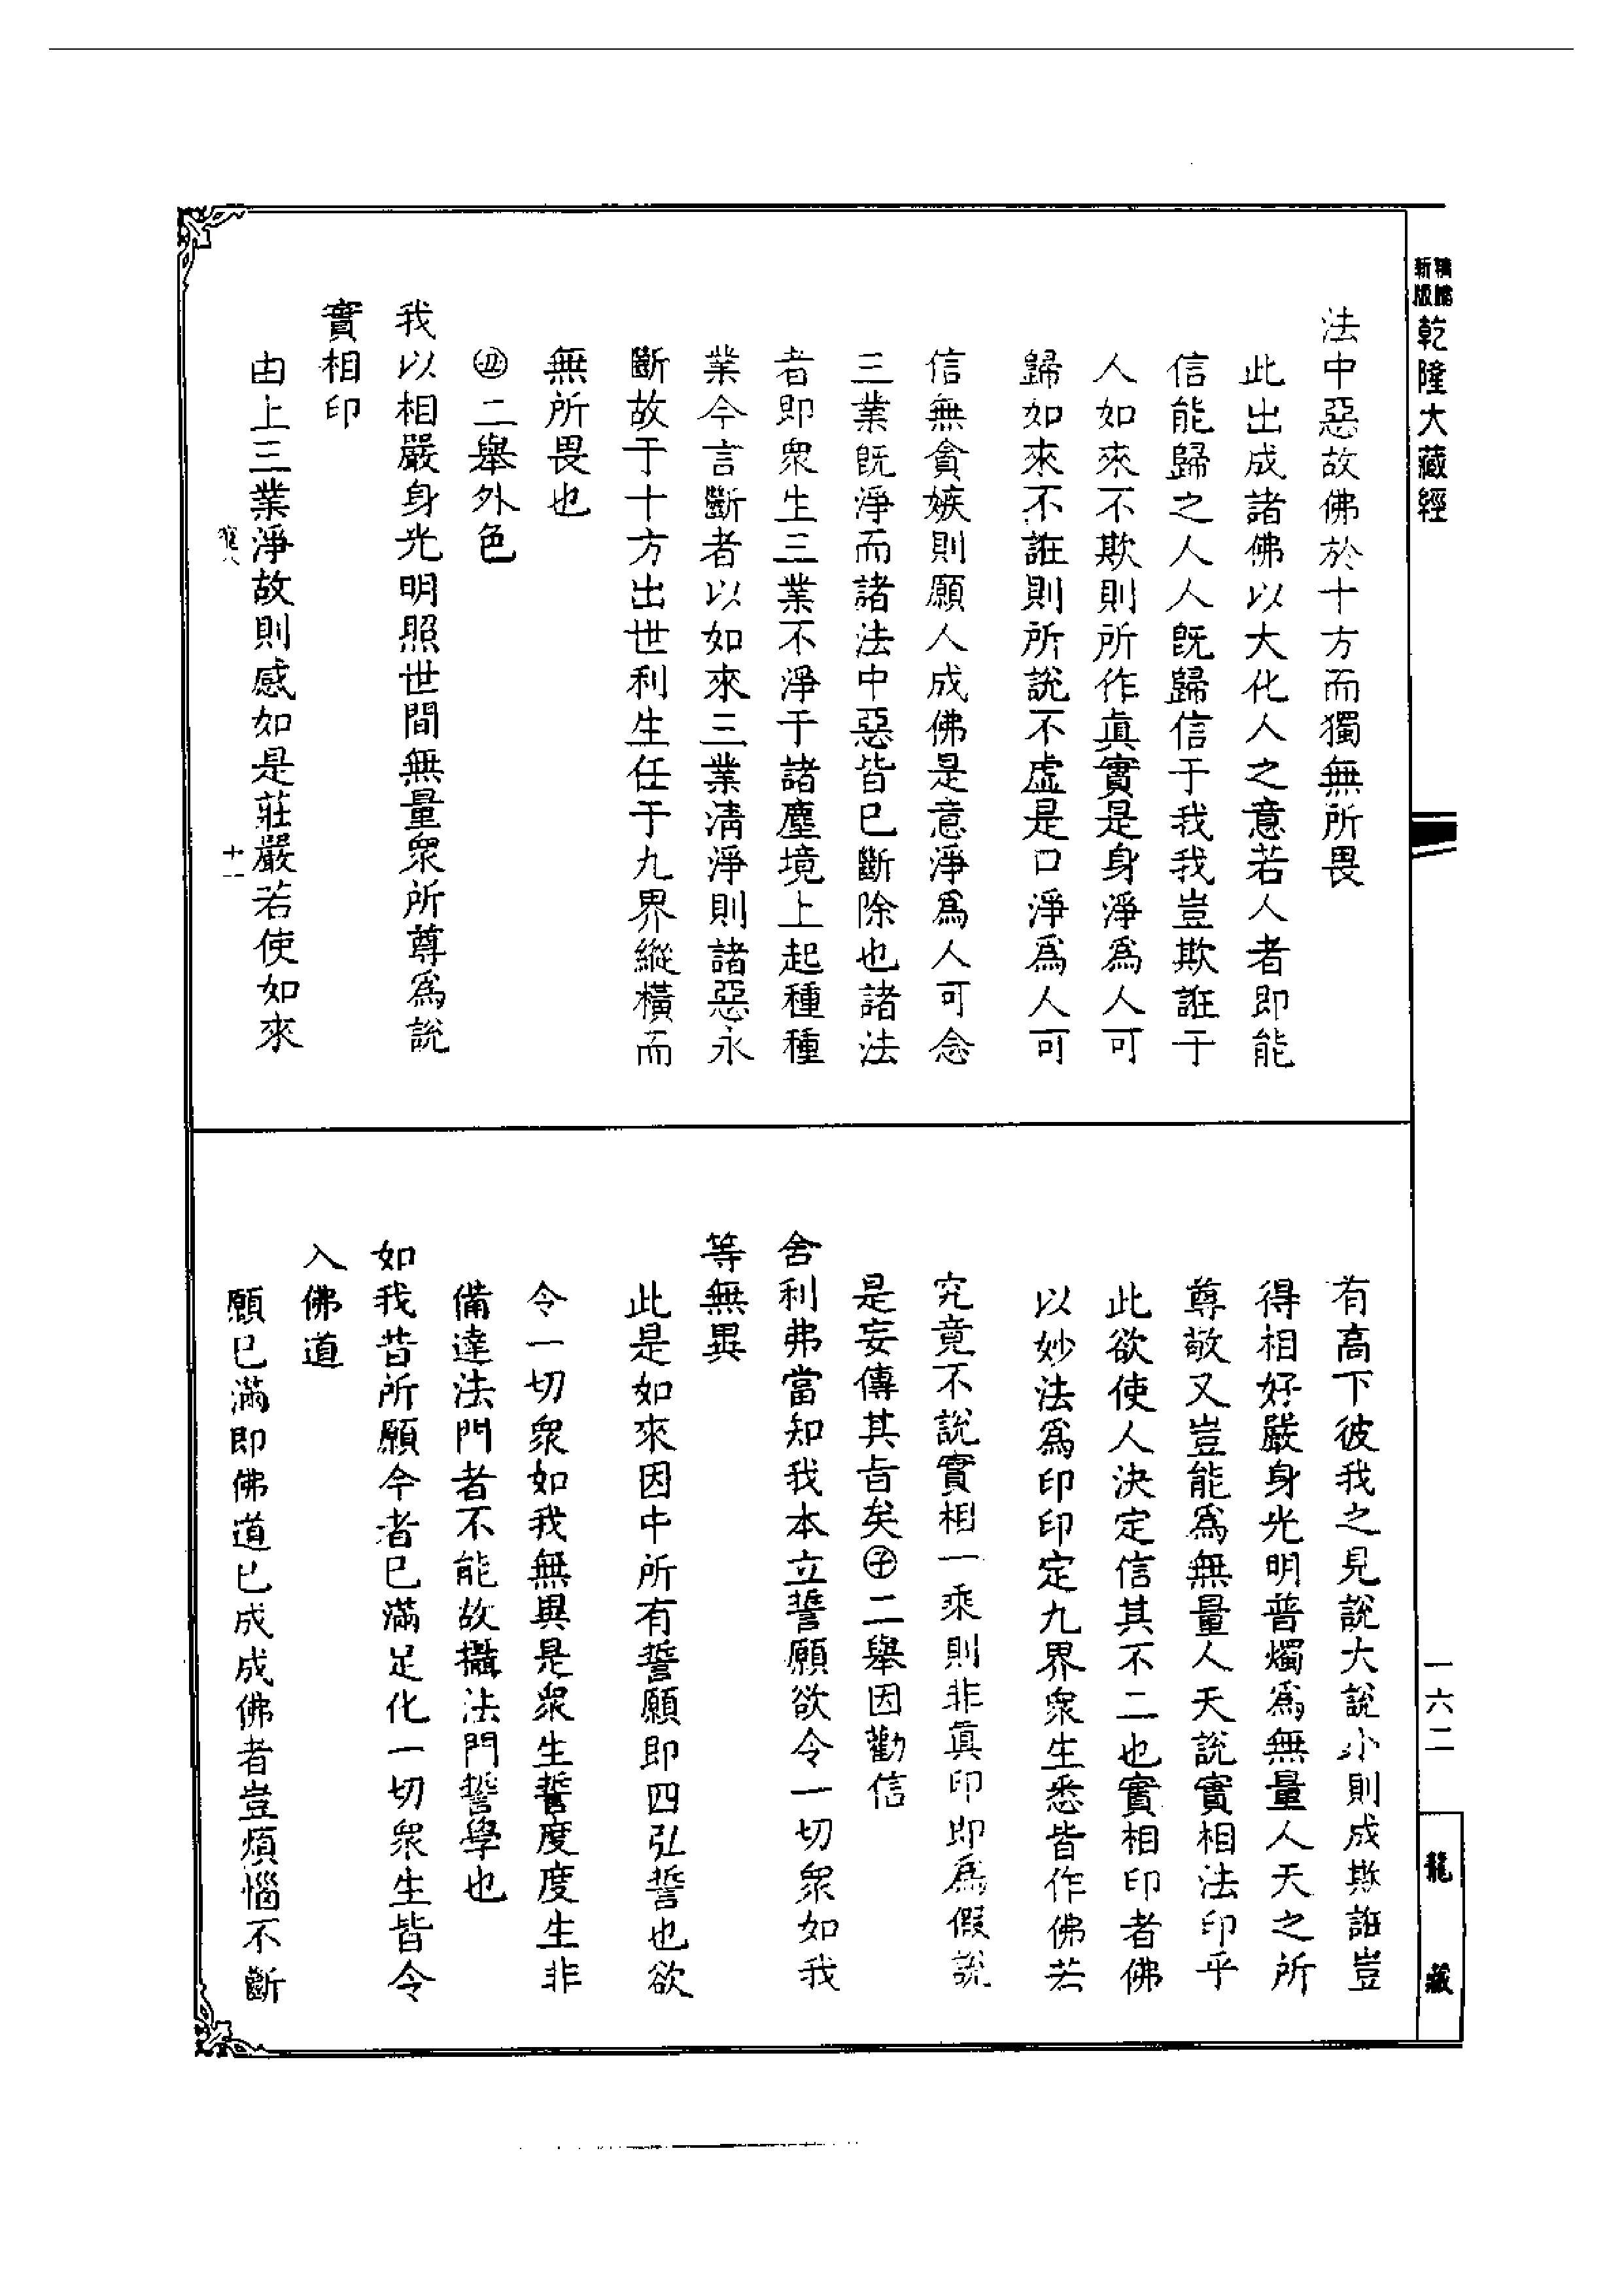 精縮新版乾隆大藏經
法中惡故佛於十方而獨無所畏
此出成諸佛以大化人之意若人者即能
信能歸之人人既歸信于我我豈欺誑于
人如來不欺則所作眞實是身淨爲人可
歸如來不誑則所說不虛是口淨爲人可
信無貪嫉則願人成佛是意淨爲人可念
三業旣淨而諸法中惡皆已斷除也諸法
者即衆生三業不淨于諸塵境上起種種
業今言斷者以如來三業淸淨則諸惡永
斷故于十方出世利生任于九界縱橫而
無所畏也
㊄二舉外色
我以相嚴身光明照世間無量衆所尊爲說
實相印
由上三業淨故則感如是莊嚴若使如來
十一
有高下彼我之見說大說小則成欺誑豈
得相好嚴身光明普燭爲無量人天之所
尊敬又豈能爲無量人天說實相法印乎
此欲使人決定信其不二也實相印者佛
以妙法爲印印定九界衆生悉皆作佛若
究竟不說實相一乘則非眞印即爲假說
是妄傳其旨矣㊉二舉因勸信
舍利弗當知我本立誓願欲令一切衆如我
等無異
此是如來因中所有誓願即四弘誓也欲
令一切衆如我無異是衆生誓度度生非
備達法門者不能故攝法門誓學也
如我昔所願今者已滿足化一切衆生皆令
入佛道
願已滿即佛道已成成佛者豈煩惱不斷
一六二
龍藏